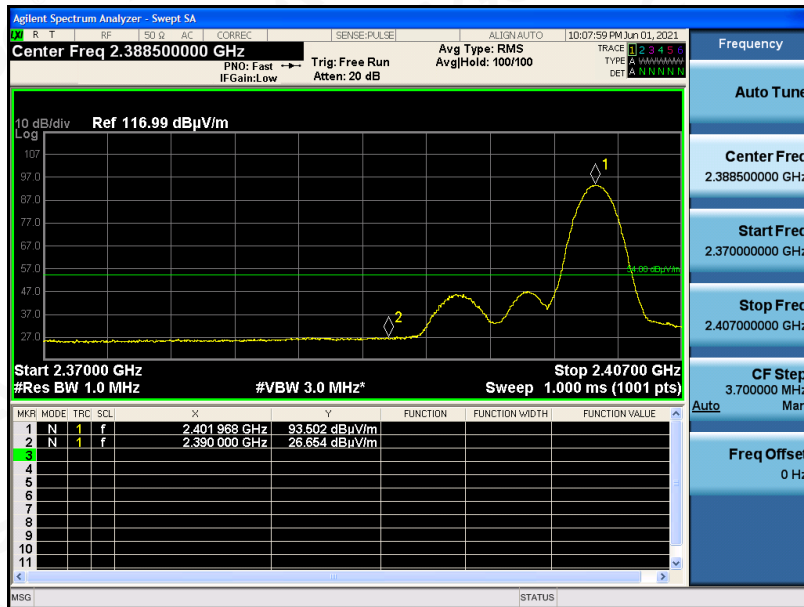 Agilent Spectrum Analyzer - Swept SA
LXI R T RF 50 Ω AC CORREC SENSE:PULSE ALIGN AUTO 10:07:59 PM Jun 01, 2021
Center Freq 2.388500000 GHz
PNO: Fast
IFGain:Low
Trig: Free Run
Atten: 20 dB
Avg Type: RMS
Avg|Hold: 100/100
TRACE 1 2 3 4 5 6
TYPE A WWWWW
DET A N N N N N
10 dB/div Ref 116.99 dBµV/m
Log
107
97.0
87.0
77.0
67.0
57.0
47.0
37.0
27.0
1
54.00 dBµV/m
2
Start 2.37000 GHz Stop 2.40700 GHz
#Res BW 1.0 MHz #VBW 3.0 MHz* Sweep 1.000 ms (1001 pts)
MKR MODE TRC SCL X Y FUNCTION FUNCTION WIDTH FUNCTION VALUE
1 N 1 f 2.401 968 GHz 93.502 dBµV/m
2 N 1 f 2.390 000 GHz 26.654 dBµV/m
3
4
5
6
7
8
9
10
11
MSG STATUS
Frequency
Auto Tune
Center Freq
2.388500000 GHz
Start Freq
2.370000000 GHz
Stop Freq
2.407000000 GHz
CF Step
3.700000 MHz
Auto Man
Freq Offset
0 Hz